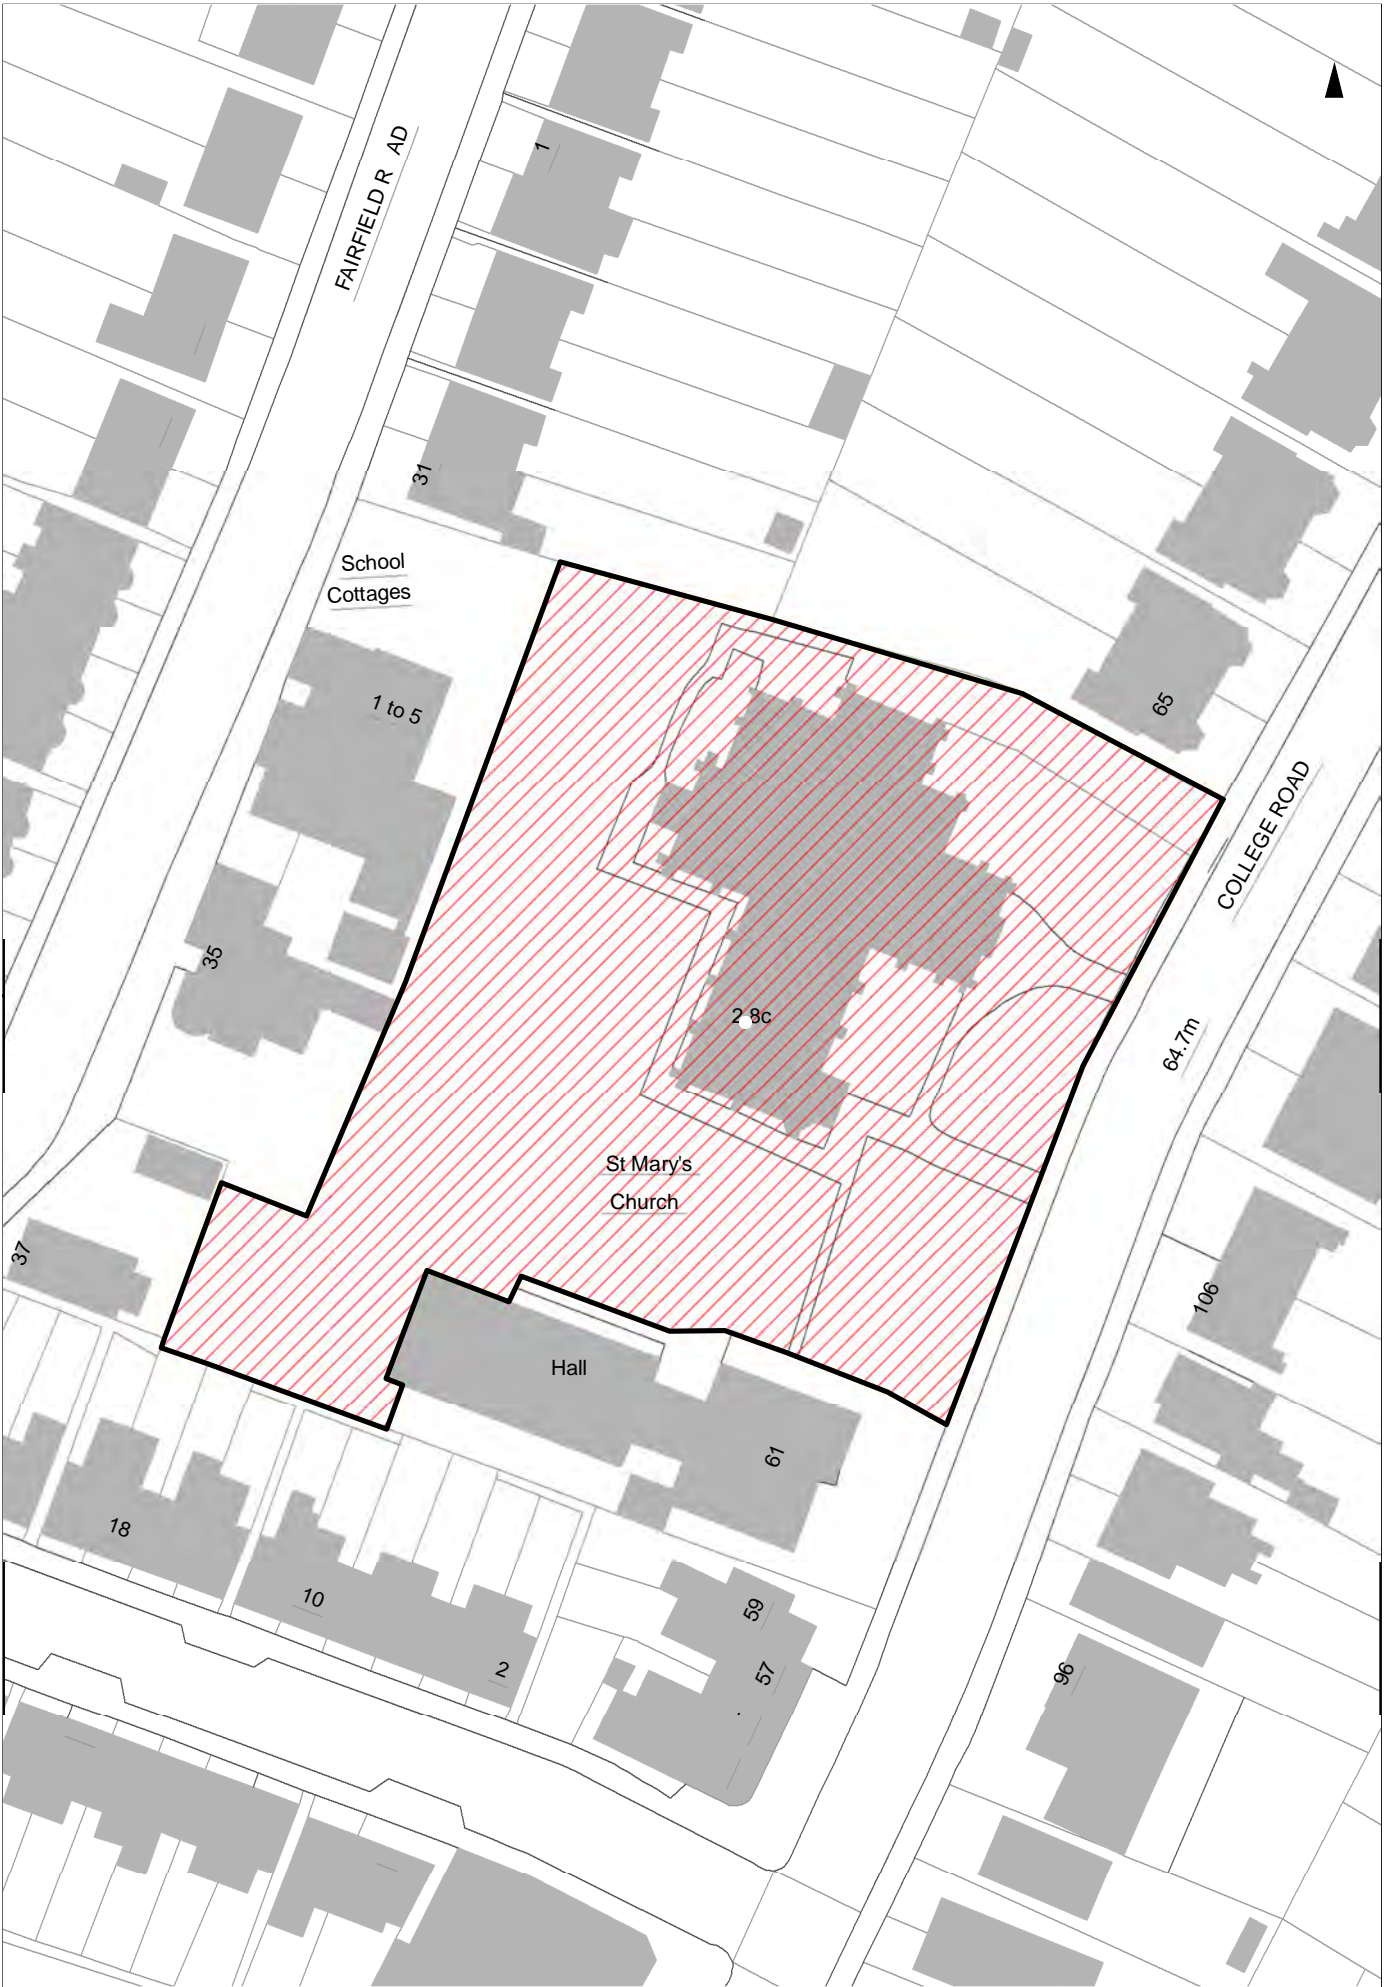 FAIRFIELD R AD
1
31
School
Cottages
1 to 5
65
COLLEGE ROAD
35
2.8c
64.7m
St Mary's
Church
37
106
Hall
61
18
10
59
2
57
96